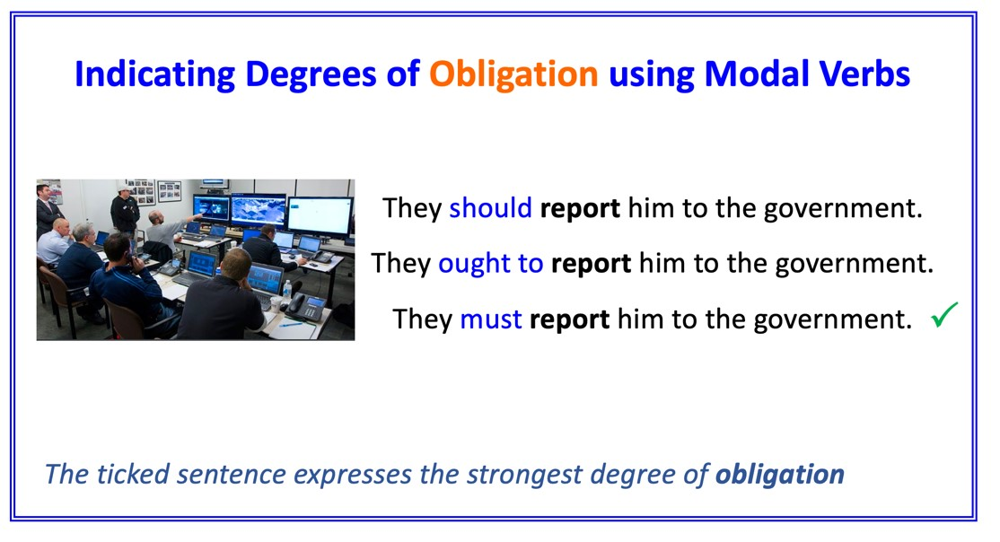 Indicating Degrees of Obligation using Modal Verbs
They should report him to the government.
They ought to report him to the government.
They must report him to the government. ✓
The ticked sentence expresses the strongest degree of obligation